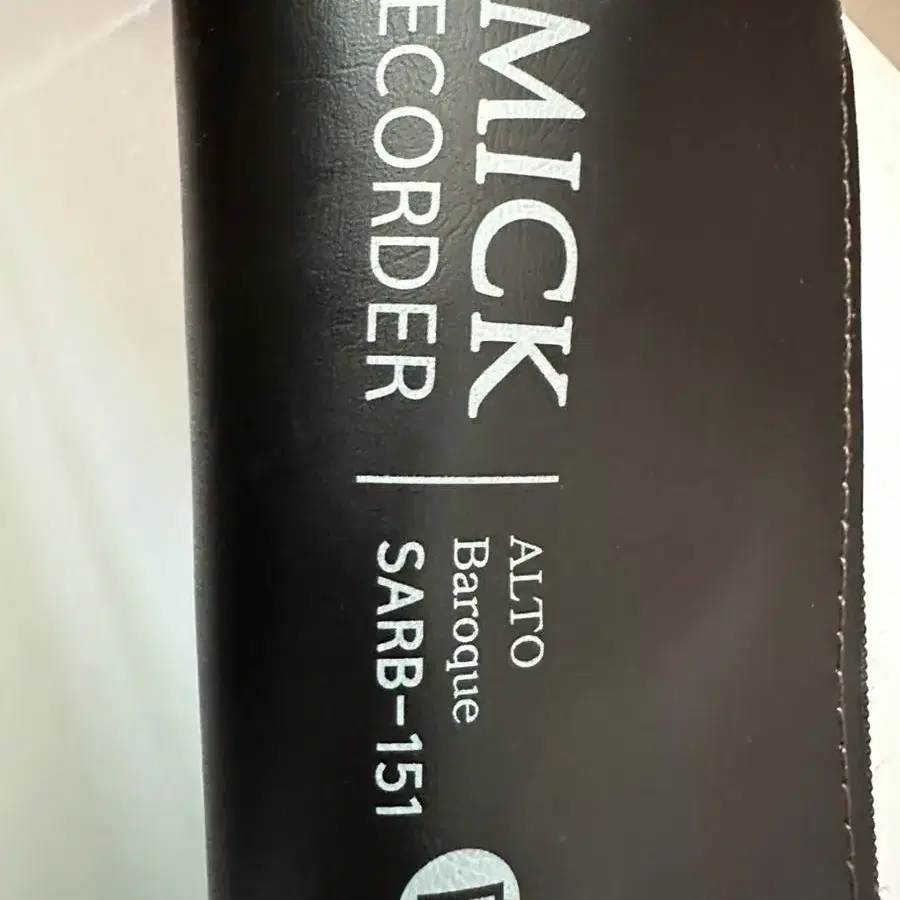 MICK
ECORDER
ALTO
Baroque
SARB-151